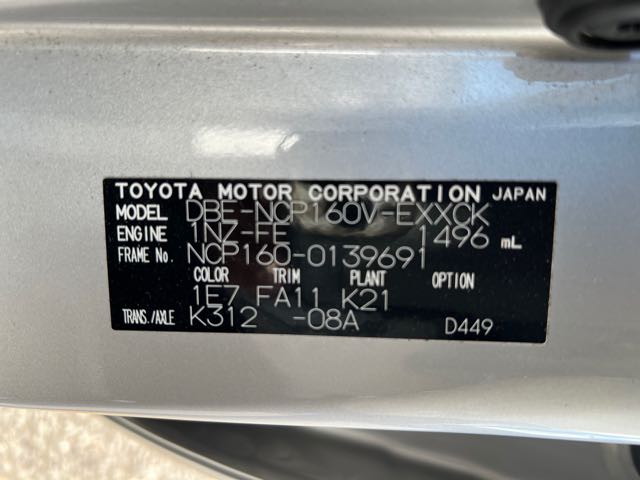 TOYOTA MOTOR CORPORATION JAPAN
MODEL DBE-NCP160V-EXXCK
ENGINE 1NZ-FE 1496 mL
FRAME No. NCP160-0139691
COLOR TRIM PLANT OPTION
1E7 FA11 K21
TRANS./AXLE K312 -08A D449